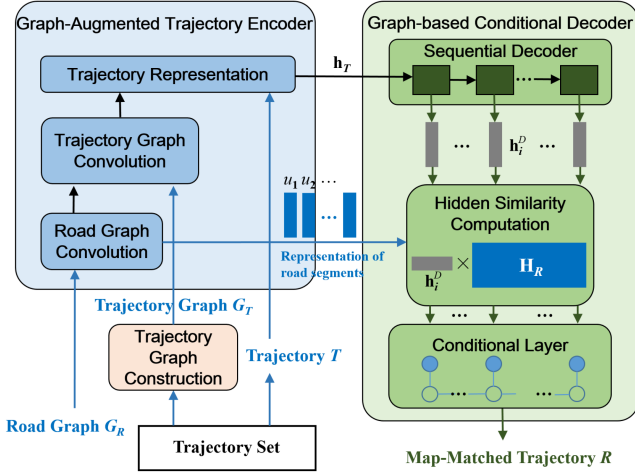 Graph-Augmented Trajectory Encoder
Trajectory Representation
Trajectory Graph
Convolution
Road Graph
Convolution
h_T
u_1 u_2 ...
...
Representation of
road segments
Trajectory Graph G_T
Trajectory
Graph
Construction
Trajectory T
Road Graph G_R
Trajectory Set
Graph-based Conditional Decoder
Sequential Decoder
...
... h_i^D ...
Hidden Similarity
Computation
h_i^D × H_R
... ...
Conditional Layer
... ...
Map-Matched Trajectory R